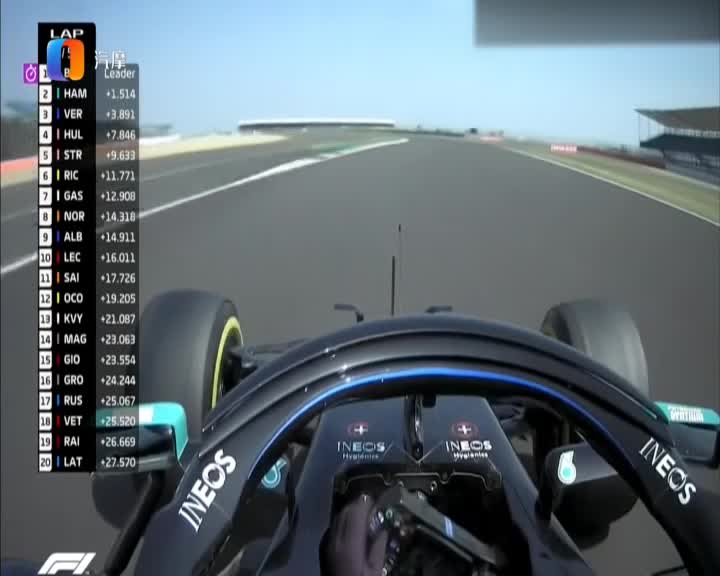 LAP
汽摩
1 Leader
2 HAM +1.514
3 VER +3.891
4 HUL +7.846
5 STR +9.633
6 RIC +11.771
7 GAS +12.908
8 NOR +14.318
9 ALB +14.911
10 LEC +16.011
11 SAI +17.726
12 OCO +19.205
13 KVY +21.087
14 MAG +23.063
15 GIO +23.554
16 GRO +24.244
17 RUS +25.067
18 VET +25.520
19 RAI +26.669
20 LAT +27.570
INEOS Hygienics
INEOS Hygienics
INEOS
INEOS
F1